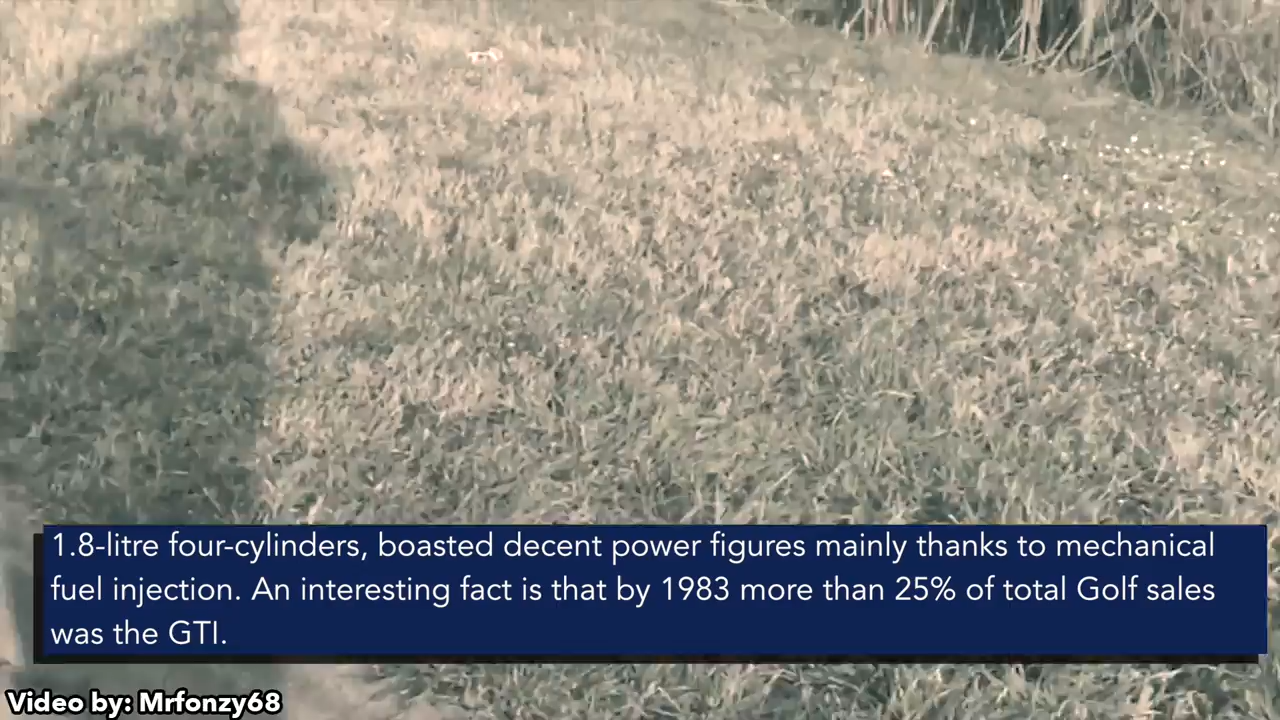 1.8-litre four-cylinders, boasted decent power figures mainly thanks to mechanical
fuel injection. An interesting fact is that by 1983 more than 25% of total Golf sales
was the GTI.
Video by: Mrfonzy68